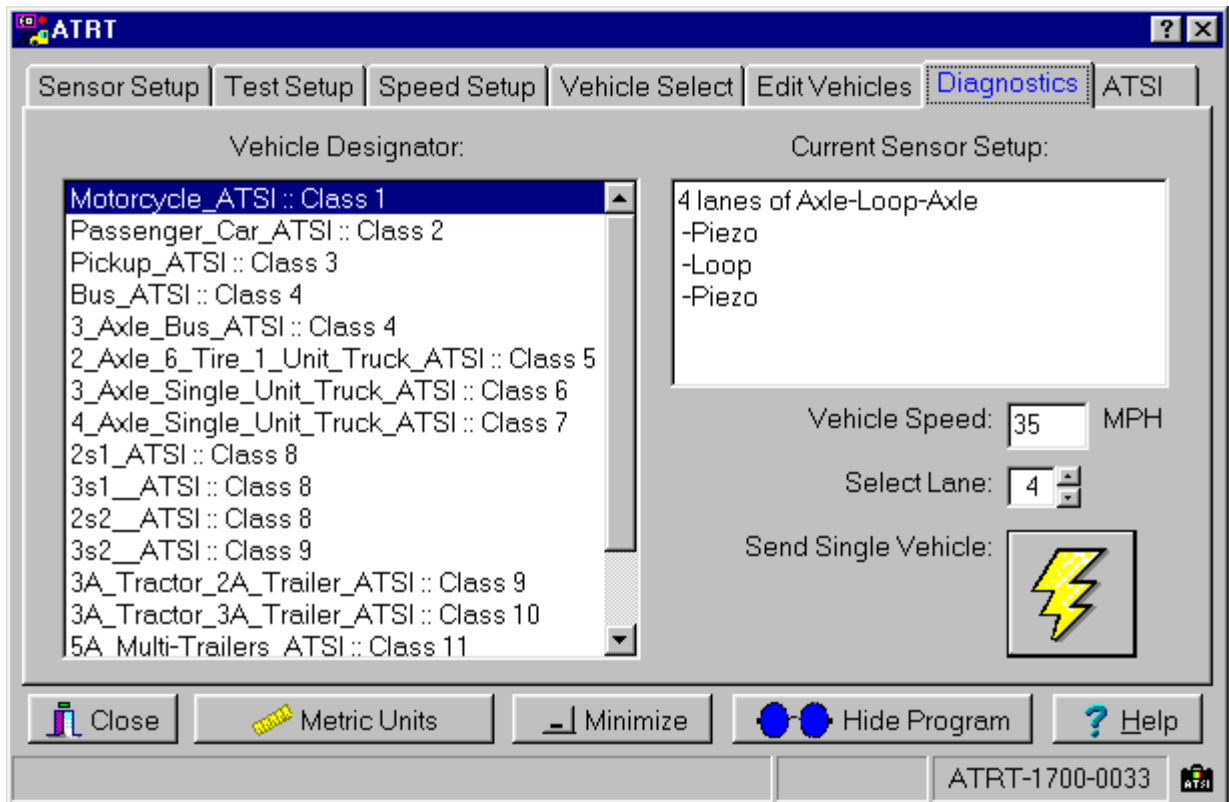 ATRT
Sensor Setup Test Setup Speed Setup Vehicle Select Edit Vehicles Diagnostics ATSI
Vehicle Designator:
Motorcycle_ATSI :: Class 1
Passenger_Car_ATSI :: Class 2
Pickup_ATSI :: Class 3
Bus_ATSI :: Class 4
3_Axle_Bus_ATSI :: Class 4
2_Axle_6_Tire_1_Unit_Truck_ATSI :: Class 5
3_Axle_Single_Unit_Truck_ATSI :: Class 6
4_Axle_Single_Unit_Truck_ATSI :: Class 7
2s1_ATSI :: Class 8
3s1__ATSI :: Class 8
2s2__ATSI :: Class 8
3s2__ATSI :: Class 9
3A_Tractor_2A_Trailer_ATSI :: Class 9
3A_Tractor_3A_Trailer_ATSI :: Class 10
5A_Multi-Trailers_ATSI :: Class 11
Current Sensor Setup:
4 lanes of Axle-Loop-Axle
-Piezo
-Loop
-Piezo
Vehicle Speed: 35 MPH
Select Lane: 4
Send Single Vehicle:
Close Metric Units Minimize Hide Program ? Help
ATRT-1700-0033 ATSI